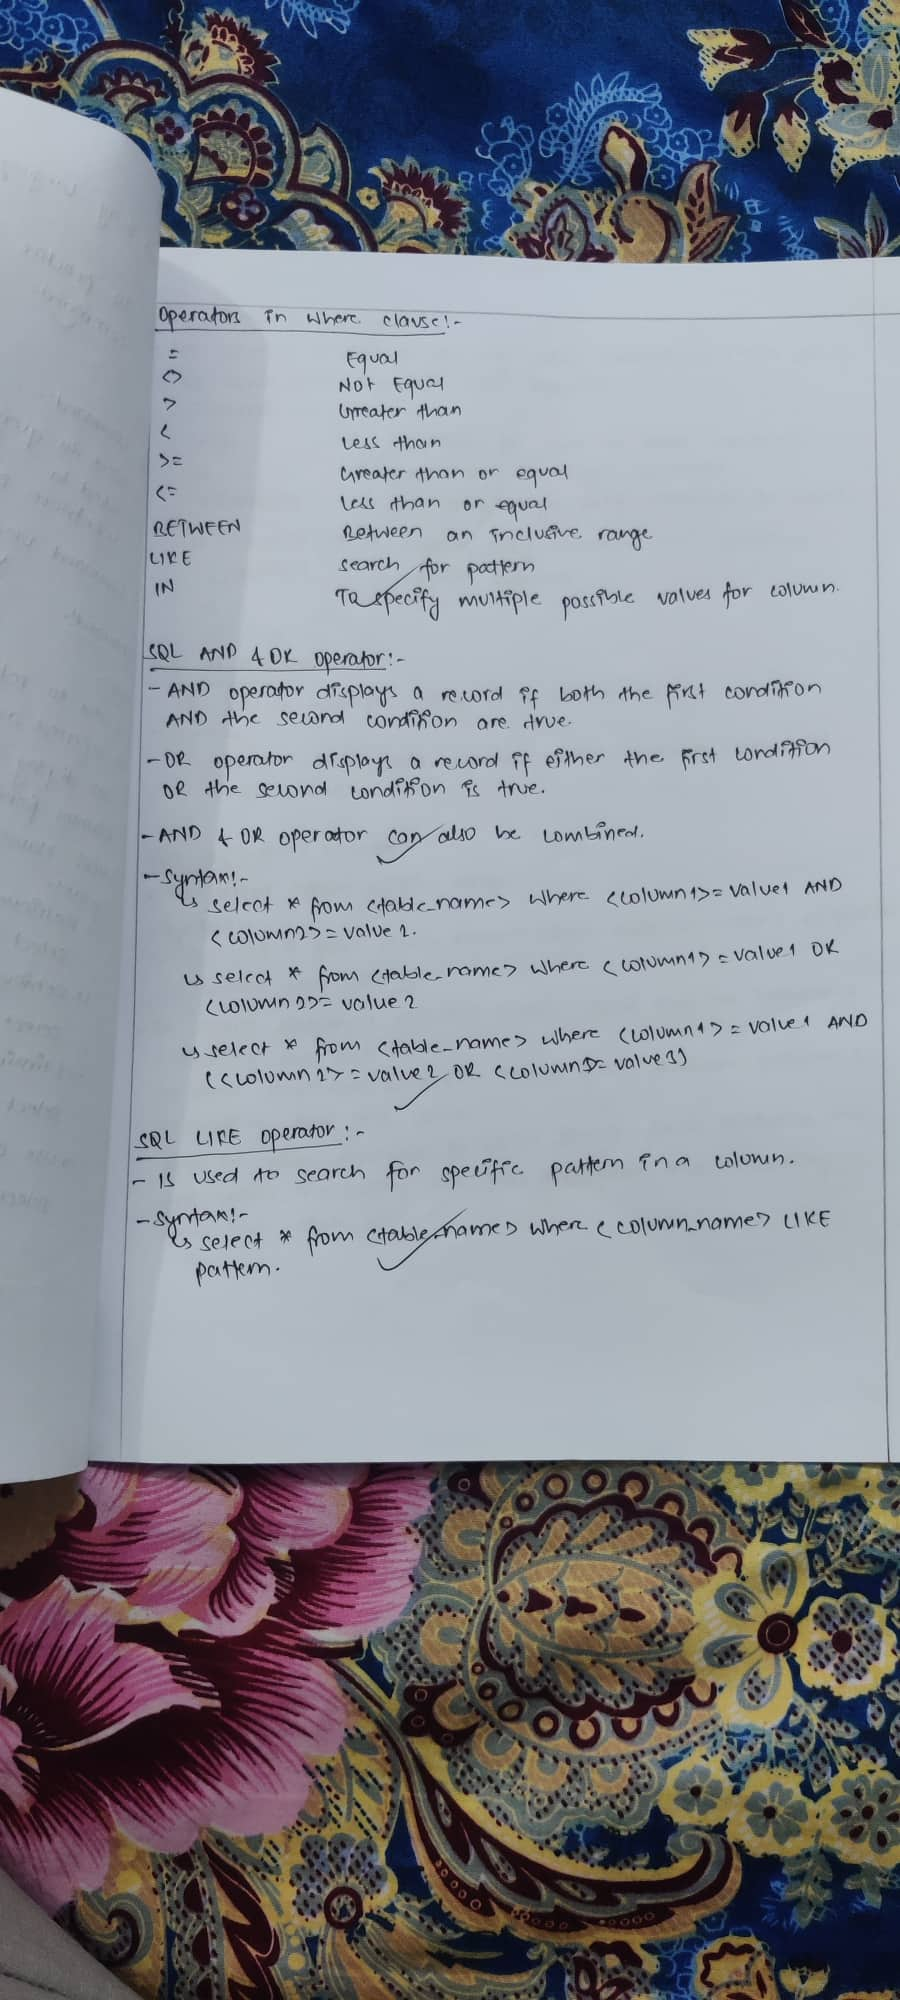 Operators in where clause:-
= Equal
<> Not Equal
> Greater than
< Less than
>= Greater than or equal
<= Less than or equal
BETWEEN Between an inclusive range
LIKE search for pattern
IN To specify multiple possible values for column.
SQL AND & OR operator:-
- AND operator displays a record if both the first condition
AND the second condition are true.
- OR operator displays a record if either the first condition
OR the second condition is true.
- AND & OR operator can also be combined.
- Syntax:-
↳ select * from <table_name> where <column1> = value1 AND
<column2> = value 2.
↳ select * from <table_name> where <column1> = value1 OR
<column2> = value 2
↳ select * from <table_name> where <column1> = value1 AND
(<column2> = value 2 OR <column3> = value3)
SQL LIKE operator:-
- Is used to search for specific pattern in a column.
- Syntax:-
↳ select * from <table_name> where <column_name> LIKE
pattern.